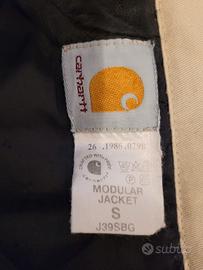 carhartt
26 .1986.0798
MODULAR
JACKET
S
J39SBG
subito